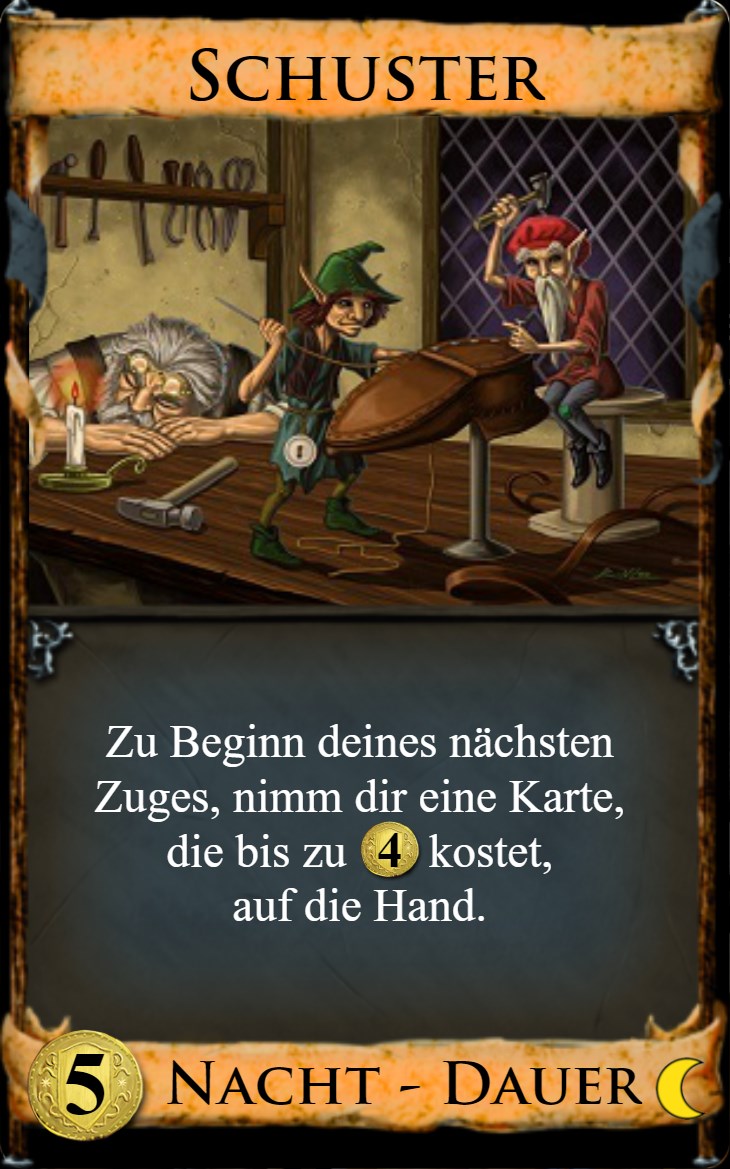 Schuster
Zu Beginn deines nächsten
Zuges, nimm dir eine Karte,
die bis zu 4 kostet,
auf die Hand.
5 Nacht - Dauer